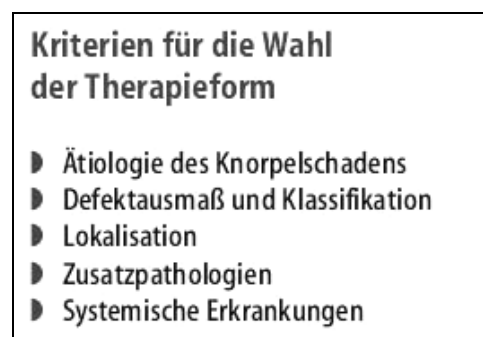 Kriterien für die Wahl
der Therapieform
Ätiologie des Knorpelschadens
Defektausmaß und Klassifikation
Lokalisation
Zusatzpathologien
Systemische Erkrankungen